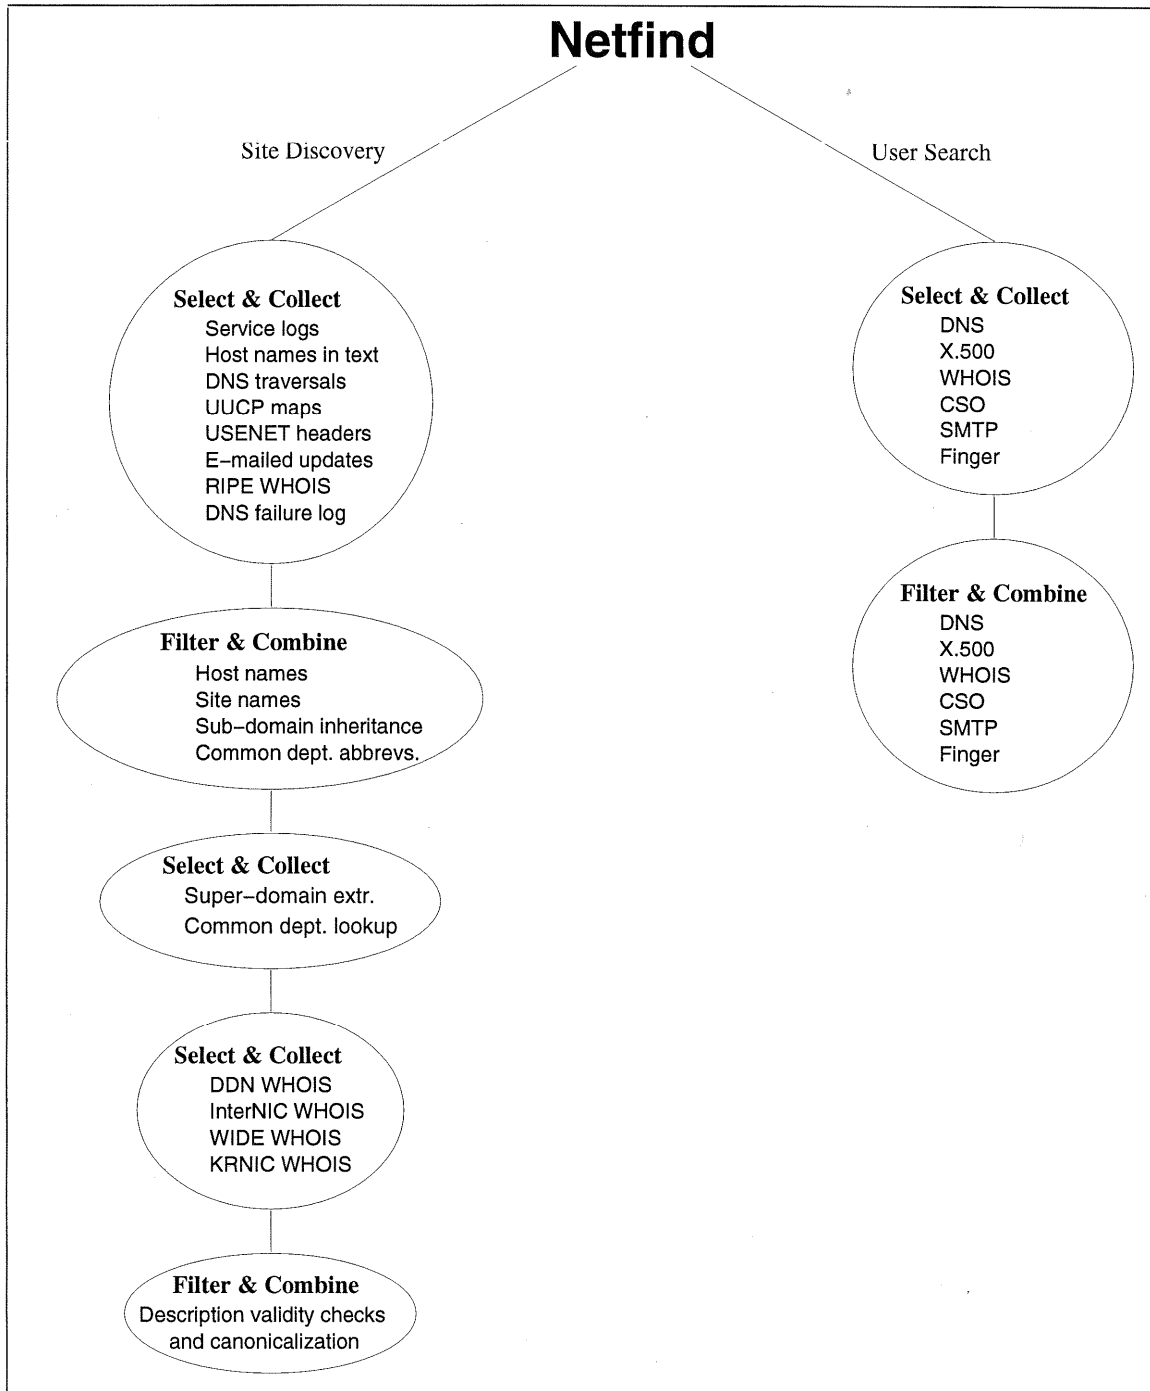 Netfind
Site Discovery
User Search
Select & Collect
Service logs
Host names in text
DNS traversals
UUCP maps
USENET headers
E–mailed updates
RIPE WHOIS
DNS failure log
Filter & Combine
Host names
Site names
Sub–domain inheritance
Common dept. abbrevs.
Select & Collect
Super–domain extr.
Common dept. lookup
Select & Collect
DDN WHOIS
InterNIC WHOIS
WIDE WHOIS
KRNIC WHOIS
Filter & Combine
Description validity checks
and canonicalization
Select & Collect
DNS
X.500
WHOIS
CSO
SMTP
Finger
Filter & Combine
DNS
X.500
WHOIS
CSO
SMTP
Finger